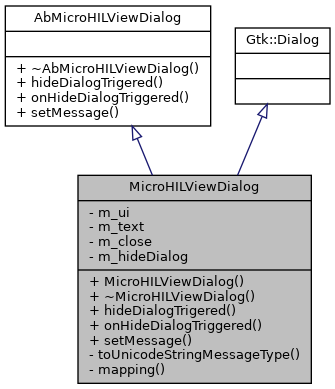 AbMicroHILViewDialog
+ ~AbMicroHILViewDialog()
+ hideDialogTrigered()
+ onHideDialogTriggered()
+ setMessage()
Gtk::Dialog
MicroHILViewDialog
- m_ui
- m_text
- m_close
- m_hideDialog
+ MicroHILViewDialog()
+ ~MicroHILViewDialog()
+ hideDialogTrigered()
+ onHideDialogTriggered()
+ setMessage()
- toUnicodeStringMessageType()
- mapping()